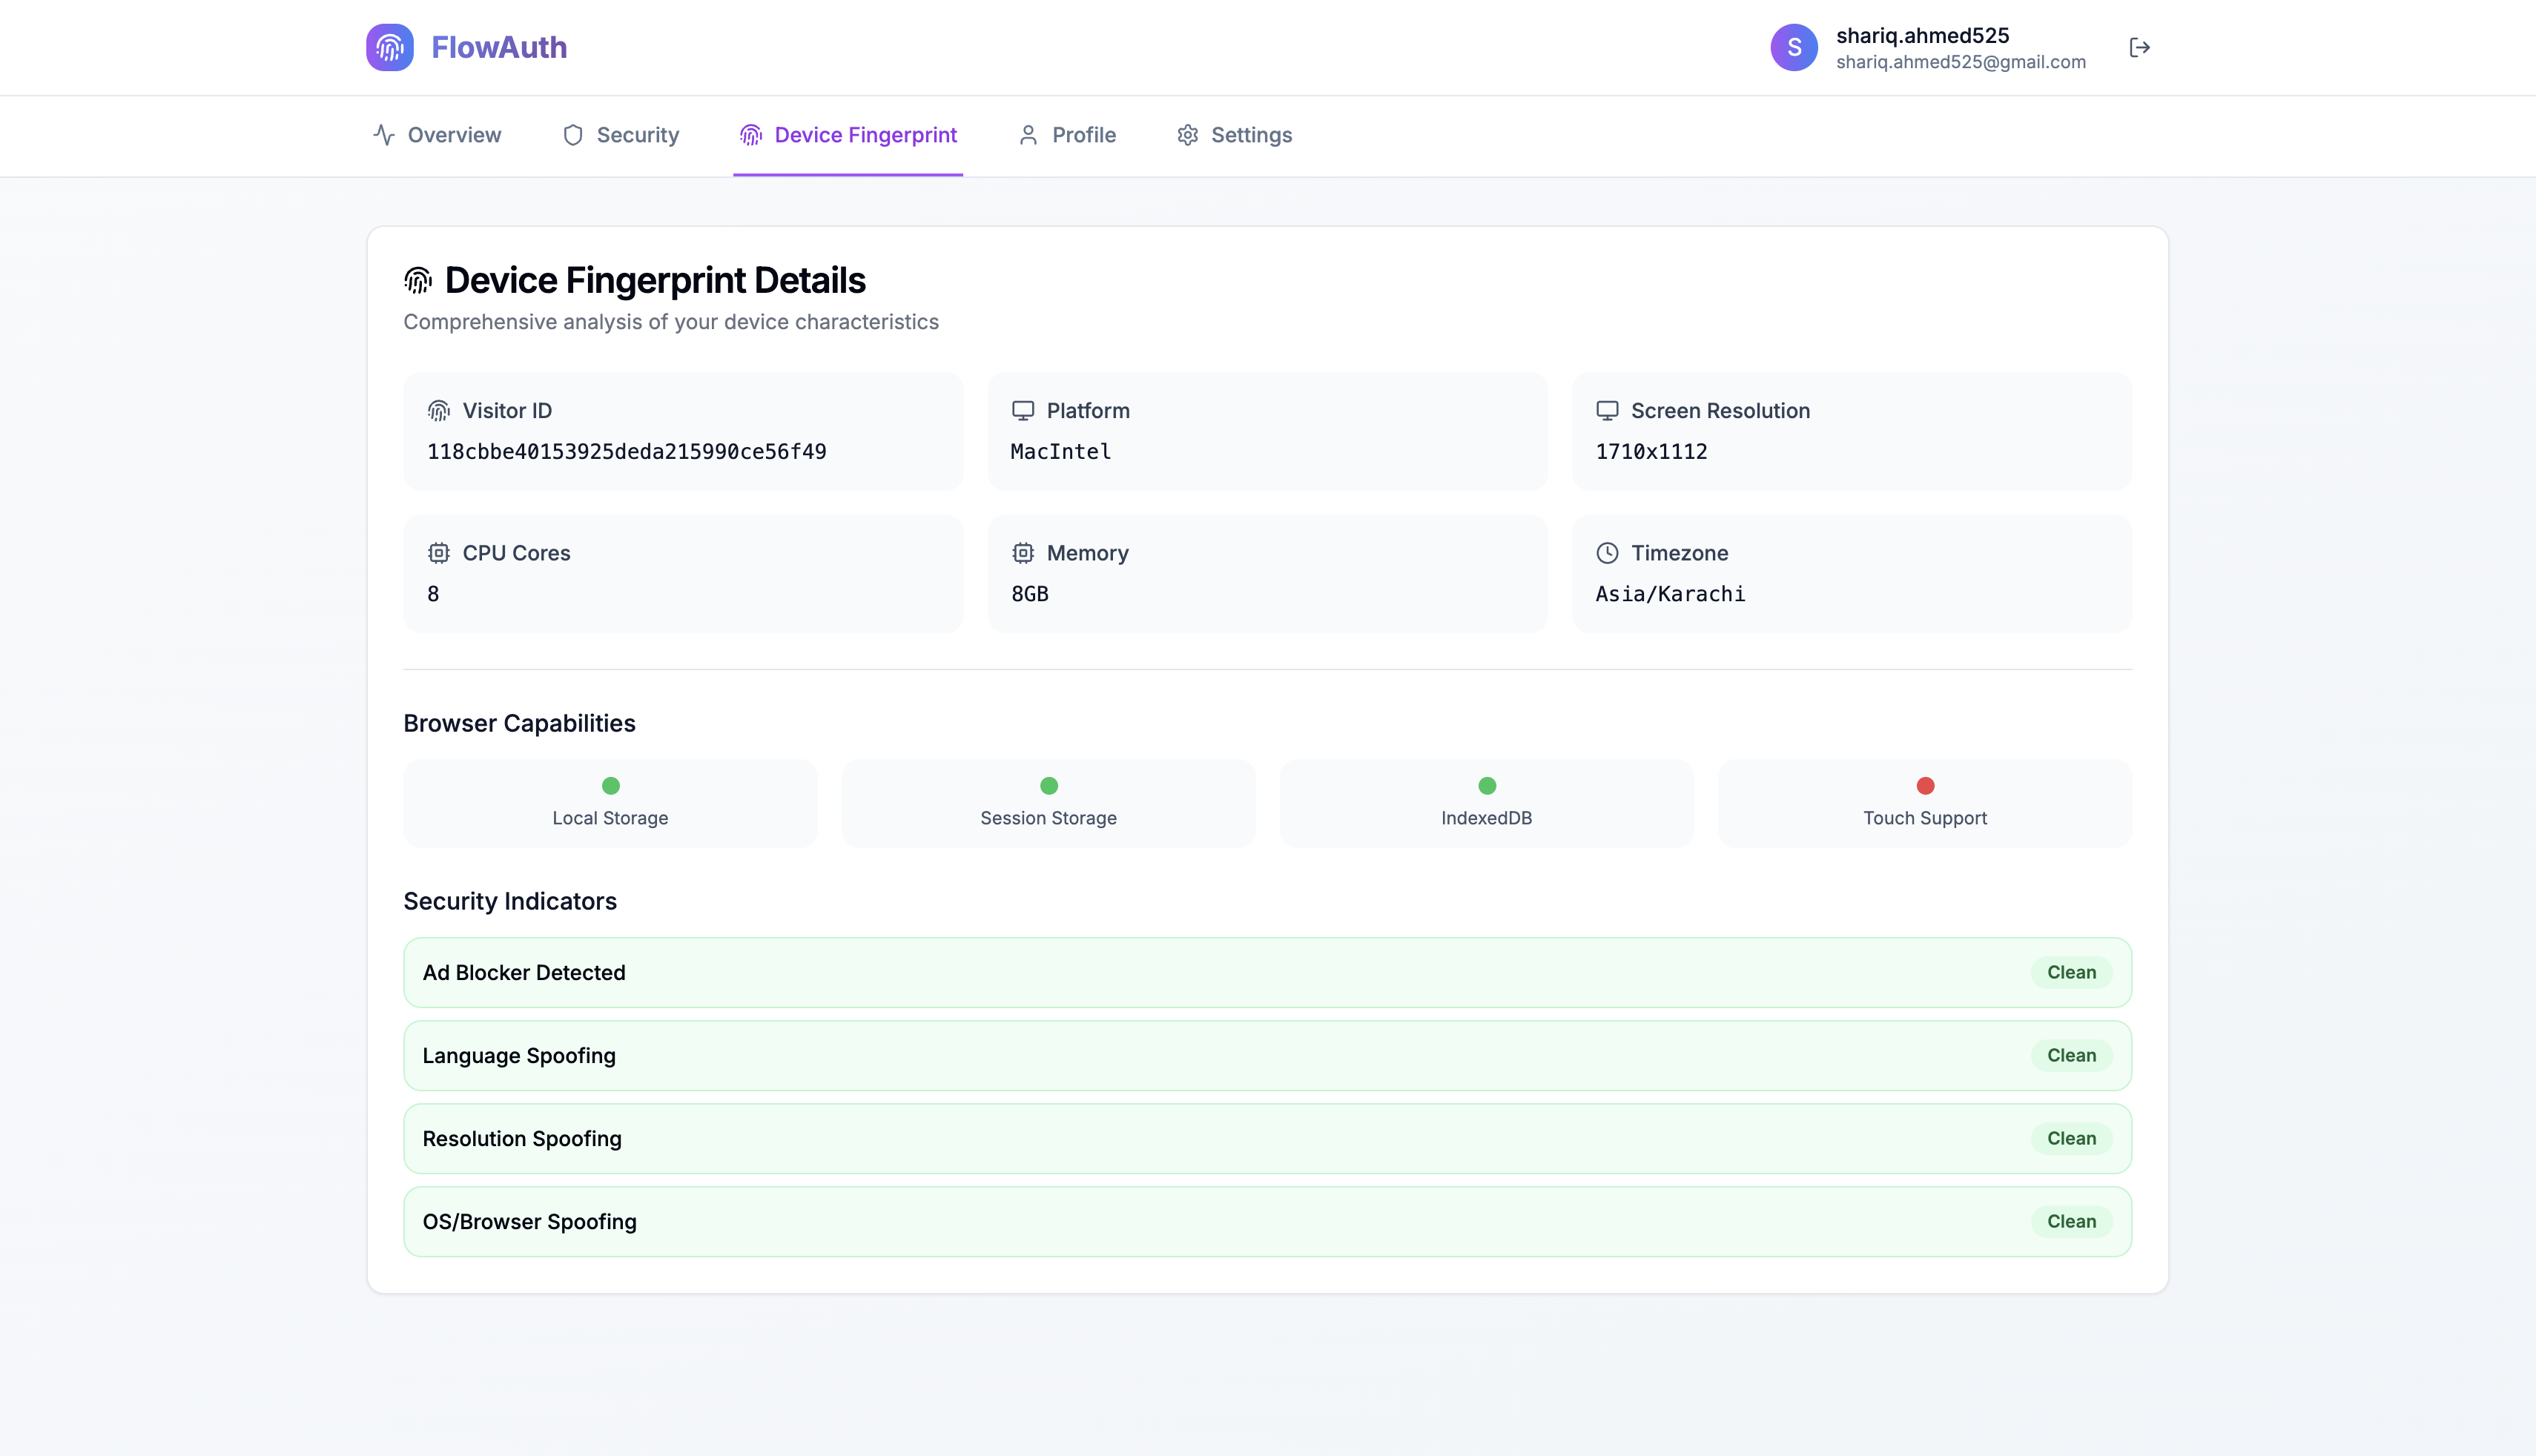 FlowAuth
S
shariq.ahmed525
shariq.ahmed525@gmail.com
Overview
Security
Device Fingerprint
Profile
Settings
Device Fingerprint Details
Comprehensive analysis of your device characteristics
Visitor ID
118cbbe40153925deda215990ce56f49
Platform
MacIntel
Screen Resolution
1710x1112
CPU Cores
8
Memory
8GB
Timezone
Asia/Karachi
Browser Capabilities
Local Storage
Session Storage
IndexedDB
Touch Support
Security Indicators
Ad Blocker Detected
Clean
Language Spoofing
Clean
Resolution Spoofing
Clean
OS/Browser Spoofing
Clean